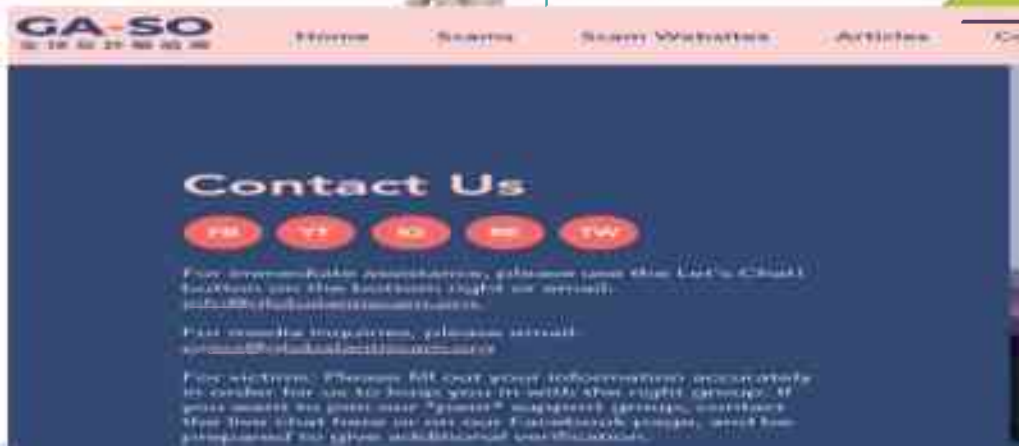 GA-SO
Home Scams Scam Websites Articles
Contact Us
FB YT IG TW
For immediate assistance, please use the Let's Chat!
button on the bottom right or email:
For media inquiries, please email:
For victims: Please fill out your information accurately
in order for us to keep you in with the right group. If
you want to join our "peer" support group, contact
the live chat here or on our Facebook page, and be
prepared to give additional verification.